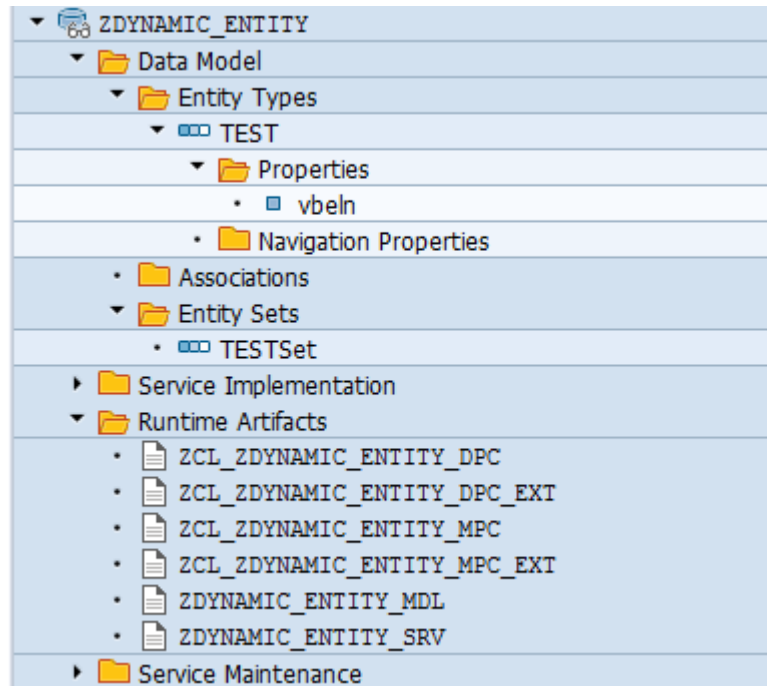 ZDYNAMIC_ENTITY
Data Model
Entity Types
TEST
Properties
vbeln
Navigation Properties
Associations
Entity Sets
TESTSet
Service Implementation
Runtime Artifacts
ZCL_ZDYNAMIC_ENTITY_DPC
ZCL_ZDYNAMIC_ENTITY_DPC_EXT
ZCL_ZDYNAMIC_ENTITY_MPC
ZCL_ZDYNAMIC_ENTITY_MPC_EXT
ZDYNAMIC_ENTITY_MDL
ZDYNAMIC_ENTITY_SRV
Service Maintenance